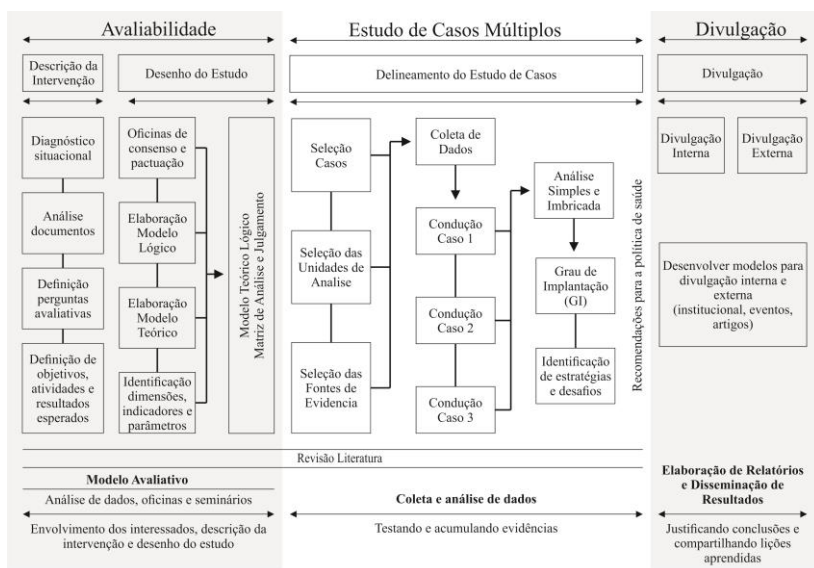 Avaliabilidade
Estudo de Casos Múltiplos
Divulgação
Descrição da
Intervenção
Desenho do Estudo
Delineamento do Estudo de Casos
Divulgação
Diagnóstico
situacional
Análise
documentos
Definição
perguntas
avaliativas
Definição de
objetivos,
atividades e
resultados
esperados
Oficinas de
consenso e
pactuação
Elaboração
Modelo
Lógico
Elaboração
Modelo
Teórico
Identificação
dimensões,
indicadores e
parâmetros
Modelo Teórico Lógico
Matriz de Análise e Julgamento
Seleção
Casos
Seleção das
Unidades de
Analise
Seleção
das Fontes de
Evidencia
Coleta de
Dados
Condução
Caso 1
Condução
Caso 2
Condução
Caso 3
Análise
Simples e
Imbricada
Grau de
Implantação
(GI)
Identificação
de estratégias
e desafios
Recomendações para a política de saúde
Divulgação
Interna
Divulgação
Externa
Desenvolver modelos para
divulgação interna e
externa
(institucional, eventos,
artigos)
Revisão Literatura
Modelo Avaliativo
Análise de dados, oficinas e seminários
Envolvimento dos interessados, descrição da
intervenção e desenho do estudo
Coleta e análise de dados
Testando e acumulando evidências
Elaboração de Relatórios
e Disseminação de
Resultados
Justificando conclusões e
compartilhando lições
aprendidas